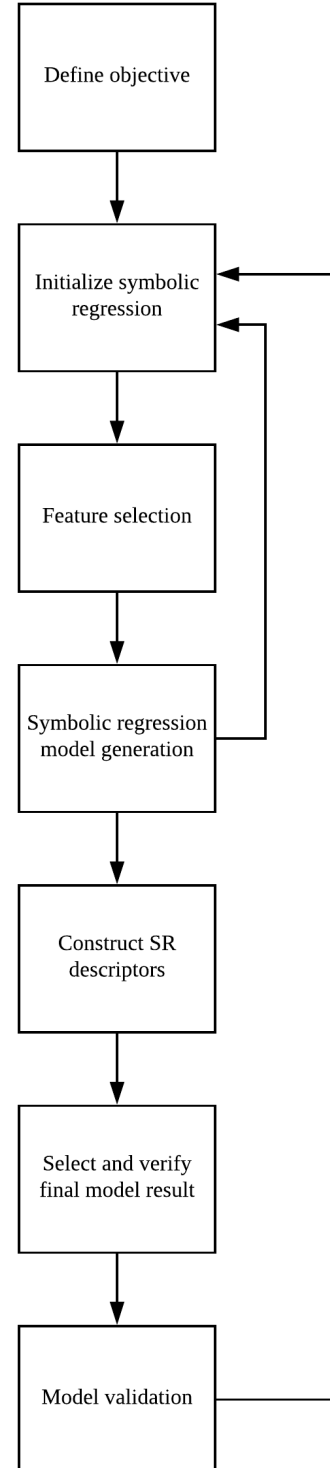 Define objective
Initialize symbolic
regression
Feature selection
Symbolic regression
model generation
Construct SR
descriptors
Select and verify
final model result
Model validation